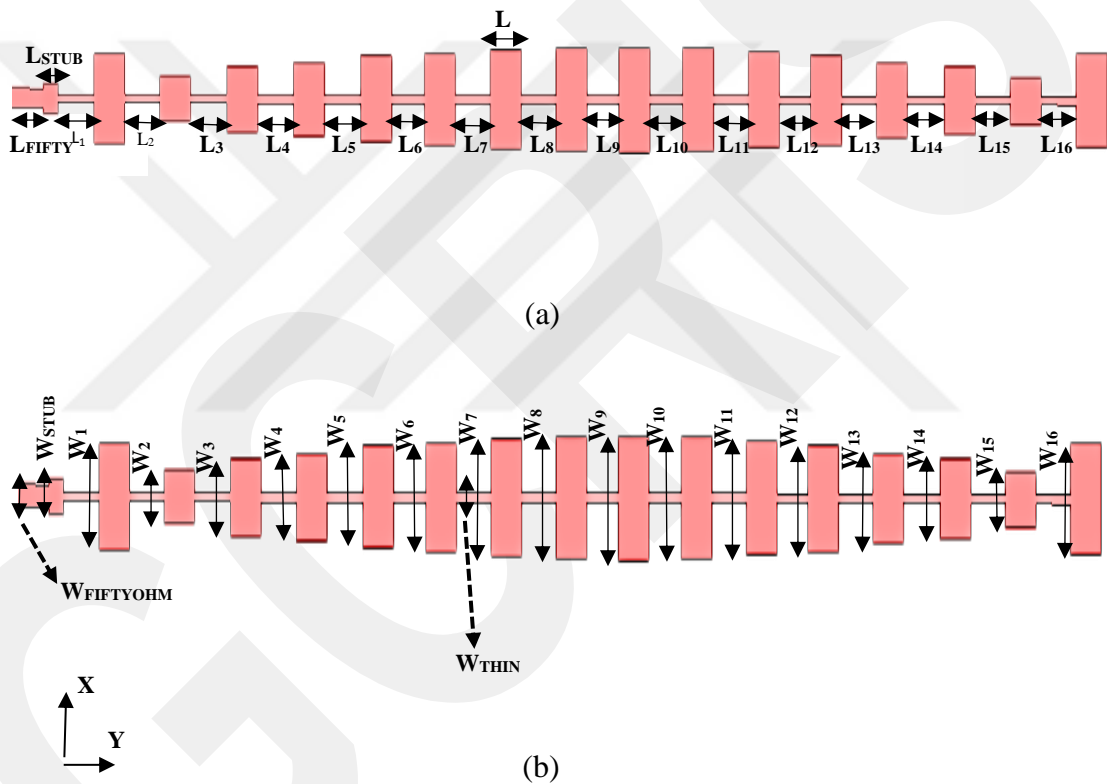 L
LSTUB
LFIFTY L1 L2 L3 L4 L5 L6 L7 L8 L9 L10 L11 L12 L13 L14 L15 L16
(a)
WSTUB W1 W2 W3 W4 W5 W6 W7 W8 W9 W10 W11 W12 W13 W14 W15 W16
WFIFTYOHM
WTHIN
X
Y
(b)